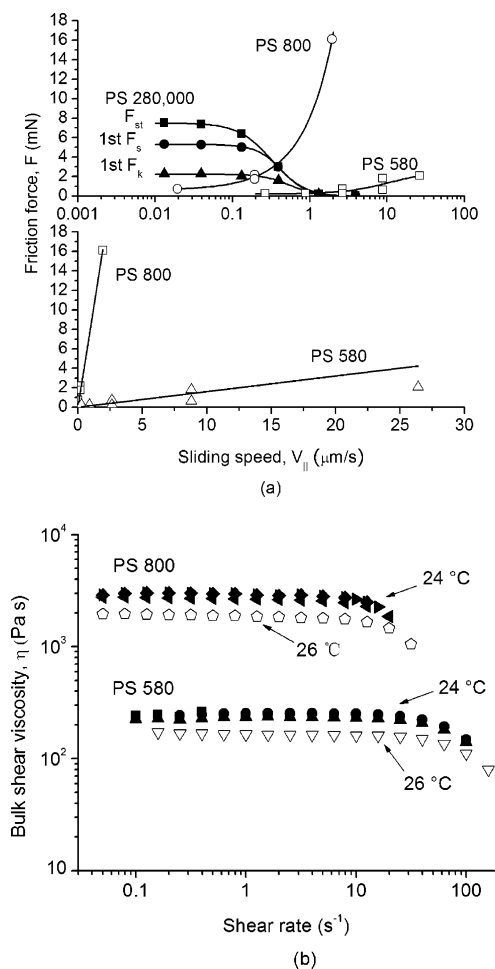 (a)
18
16
14
12
10
8
6
4
2
0
PS 800
PS 280,000
F_st
1st F_s
1st F_k
PS 580
0.001 0.01 0.1 1 10 100
Friction force, F (mN)
18
16
14
12
10
8
6
4
2
0
PS 800
PS 580
0 5 10 15 20 25 30
Sliding speed, V_|| (μm/s)
(a)
10^4
10^3
10^2
10
Bulk shear viscosity, η (Pa s)
PS 800
24 °C
26 ℃
PS 580
24 °C
26 °C
0.1 1 10 100
Shear rate (s^-1)
(b)